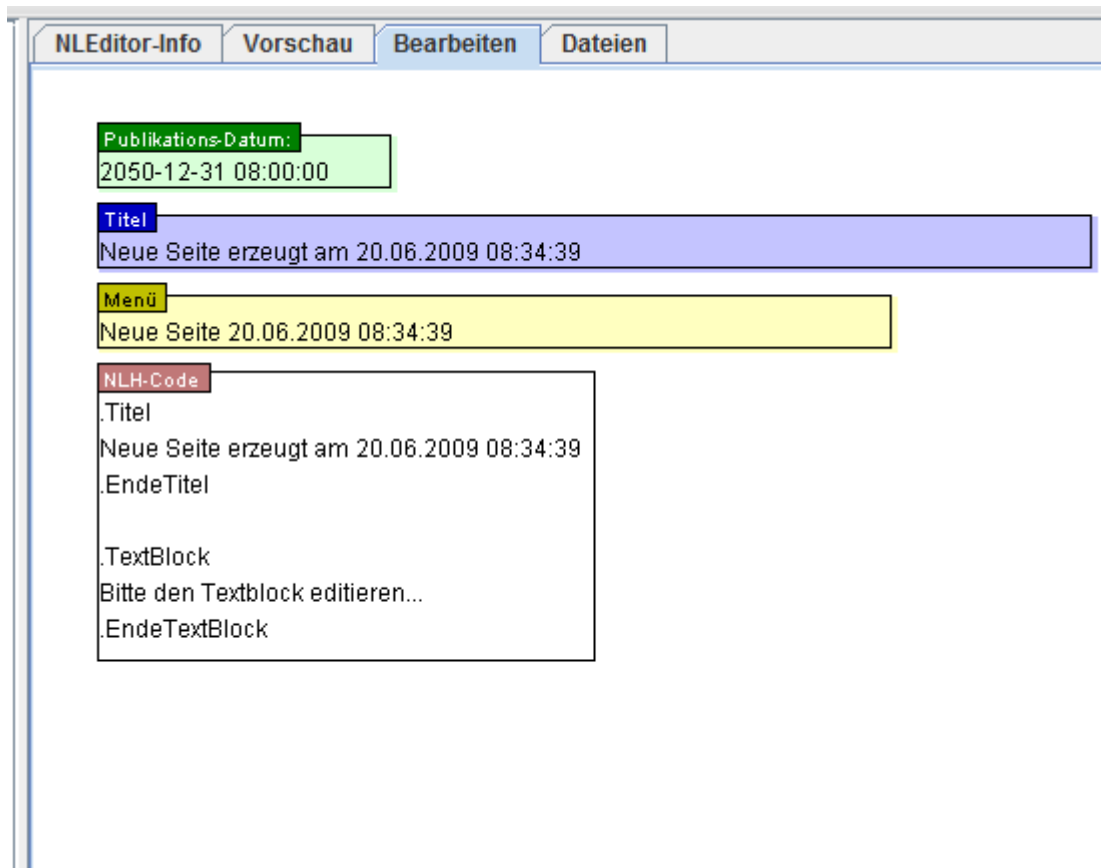 NLEditor-Info Vorschau Bearbeiten Dateien
Publikations-Datum:
2050-12-31 08:00:00
Titel
Neue Seite erzeugt am 20.06.2009 08:34:39
Menü
Neue Seite 20.06.2009 08:34:39
NLH-Code
.Titel
Neue Seite erzeugt am 20.06.2009 08:34:39
.EndeTitel
.TextBlock
Bitte den Textblock editieren...
.EndeTextBlock